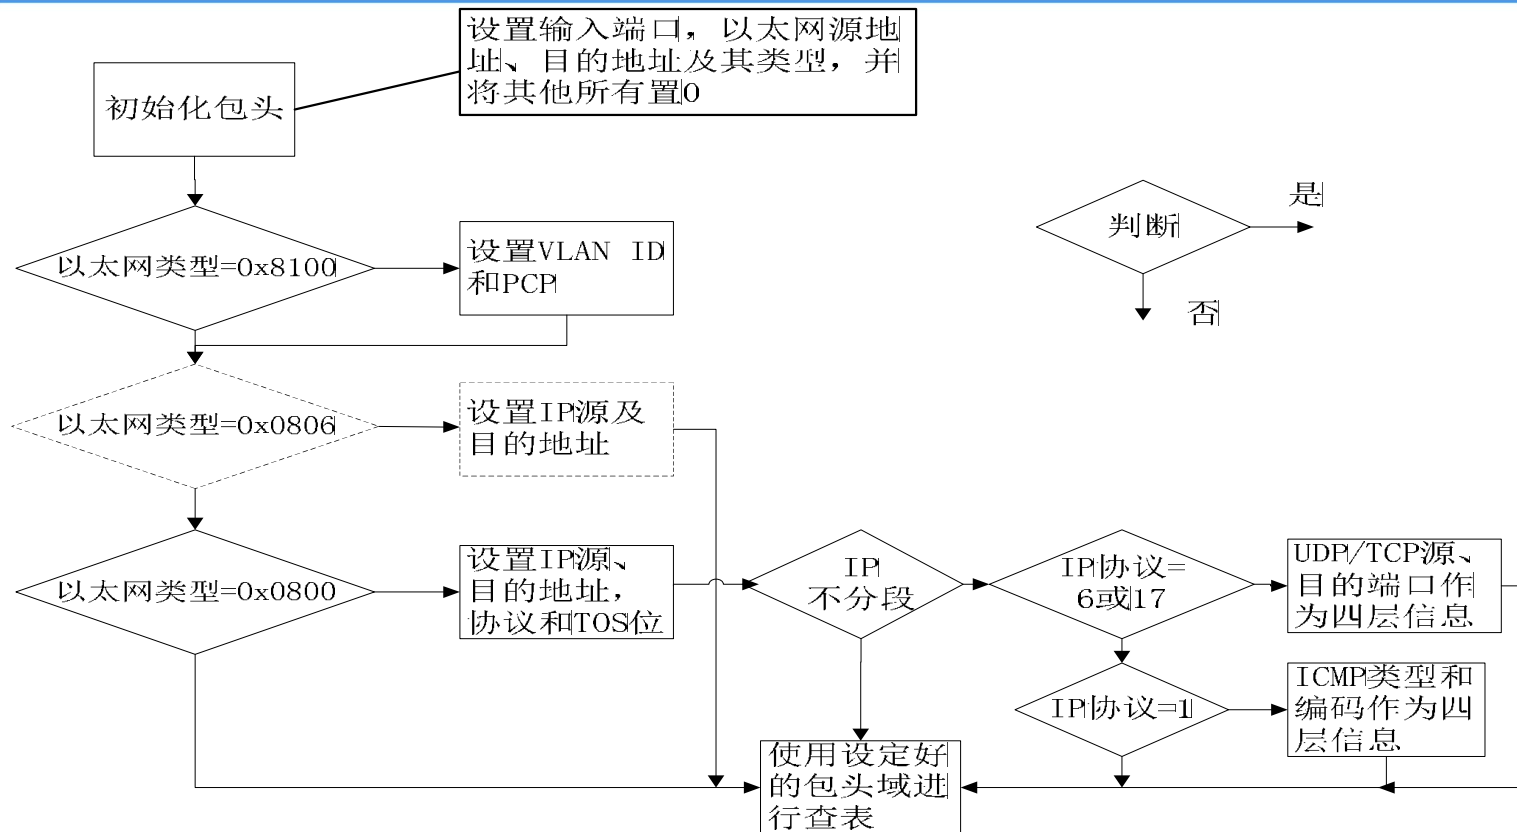 设置输入端口，以太网源地
址、目的地址及其类型，并
将其他所有置0
初始化包头
是
判断
否
以太网类型=0x8100
设置VLAN ID
和PCP
以太网类型=0x0806
设置IP源及
目的地址
以太网类型=0x0800
设置IP源、
目的地址，
协议和TOS位
IP
不分段
IP协议=
6或17
UDP/TCP源、
目的端口作
为四层信息
IP协议=1
ICMP类型和
编码作为四
层信息
使用设定好
的包头域进
行查表